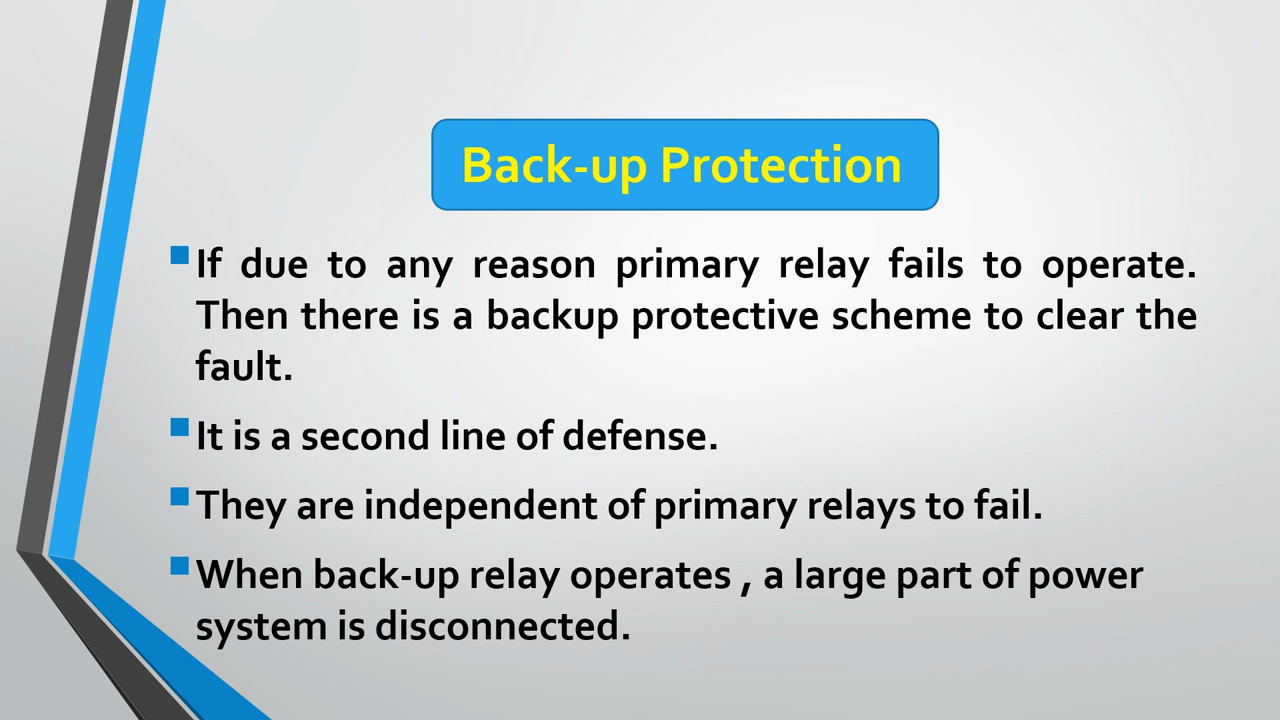 Back-up Protection
If due to any reason primary relay fails to operate.
Then there is a backup protective scheme to clear the
fault.
It is a second line of defense.
They are independent of primary relays to fail.
When back-up relay operates , a large part of power
system is disconnected.